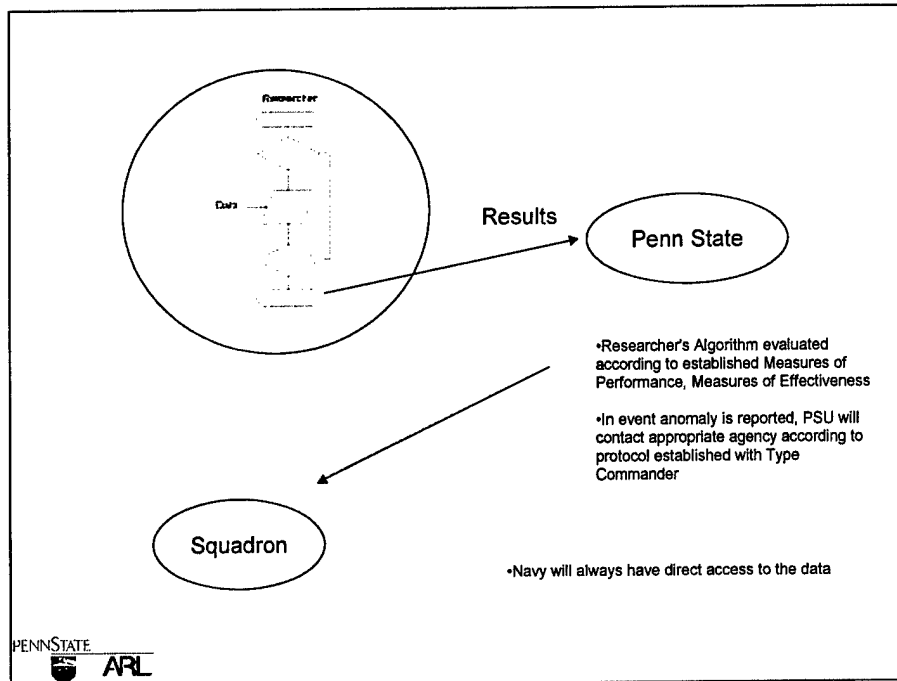 Researcher
Data
Results
Penn State
•Researcher's Algorithm evaluated
according to established Measures of
Performance, Measures of Effectiveness
•In event anomaly is reported, PSU will
contact appropriate agency according to
protocol established with Type
Commander
Squadron
•Navy will always have direct access to the data
PENNSTATE
ARL